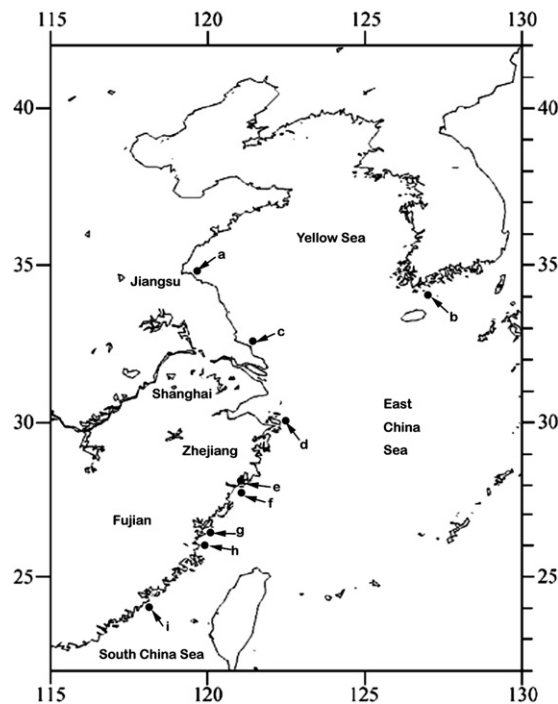 115 120 125 130
40
40
Yellow Sea
35
a
35
Jiangsu
b
c
Shanghai
30
East
China
Sea
30
d
Zhejiang
e
f
Fujian
g
h
25
25
i
South China Sea
115 120 125 130